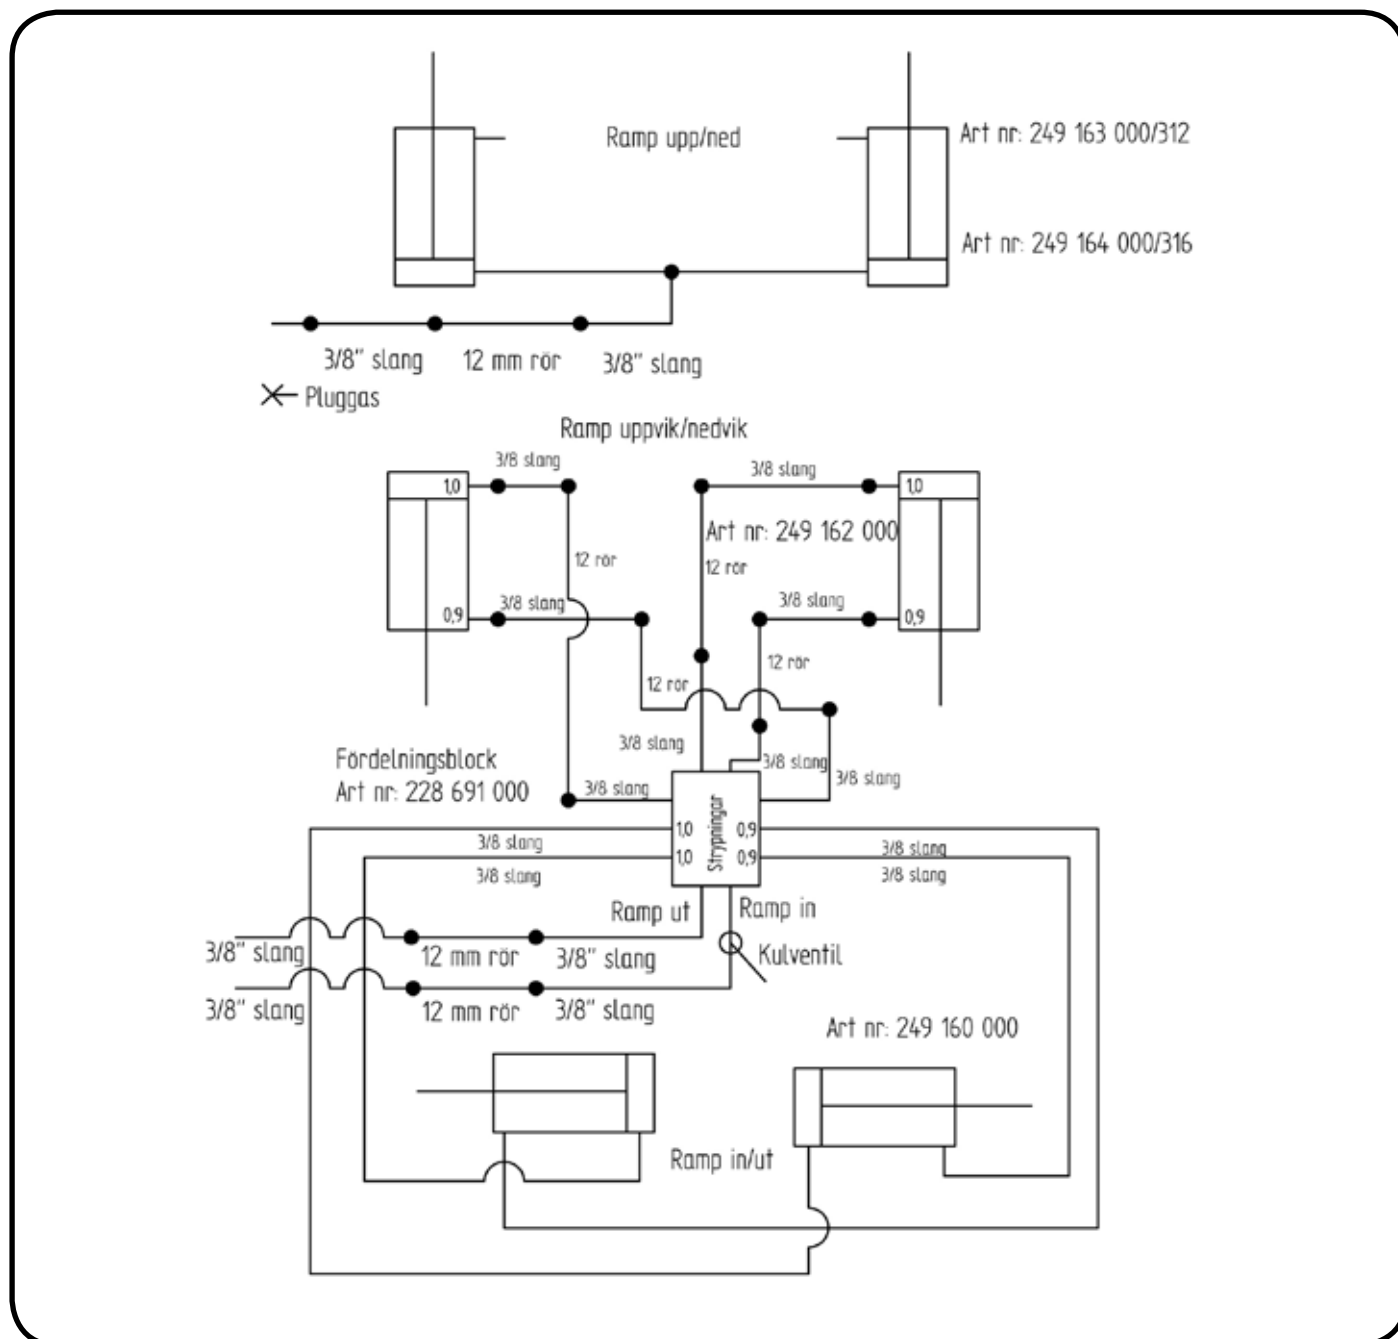 Ramp upp/ned
Art nr: 249 163 000/312
Art nr: 249 164 000/316
3/8" slang
12 mm rör
3/8" slang
Pluggas
Ramp uppvik/nedvik
3/8 slang
3/8 slang
1,0
1,0
Art nr: 249 162 000
12 rör
12 rör
3/8 slang
3/8 slang
0,9
0,9
12 rör
12 rör
3/8 slang
3/8 slang
3/8 slang
Fördelningsblock
Art nr: 228 691 000
3/8 slang
Strypningar
1,0
0,9
3/8 slang
3/8 slang
1,0
0,9
3/8 slang
3/8 slang
Ramp ut
Ramp in
3/8" slang
12 mm rör
3/8" slang
Kulventil
3/8" slang
12 mm rör
3/8" slang
Art nr: 249 160 000
Ramp in/ut